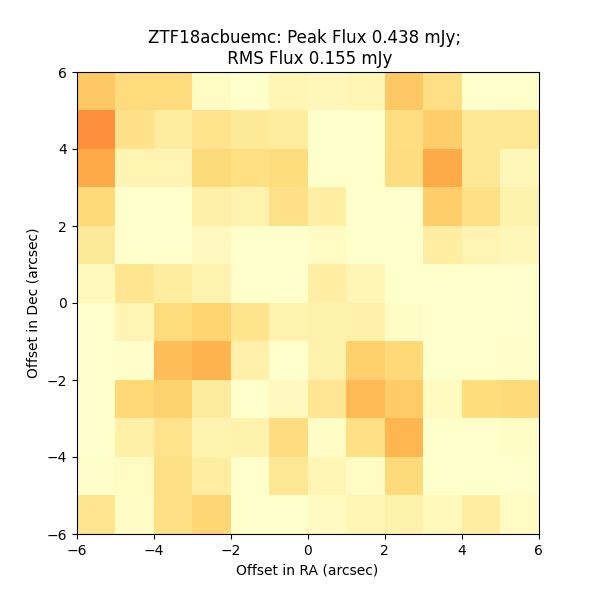 ZTF18acbuemc: Peak Flux 0.438 mJy;
RMS Flux 0.155 mJy
6
4
2
0
−2
−4
−6
Offset in Dec (arcsec)
−6 −4 −2 0 2 4 6
Offset in RA (arcsec)